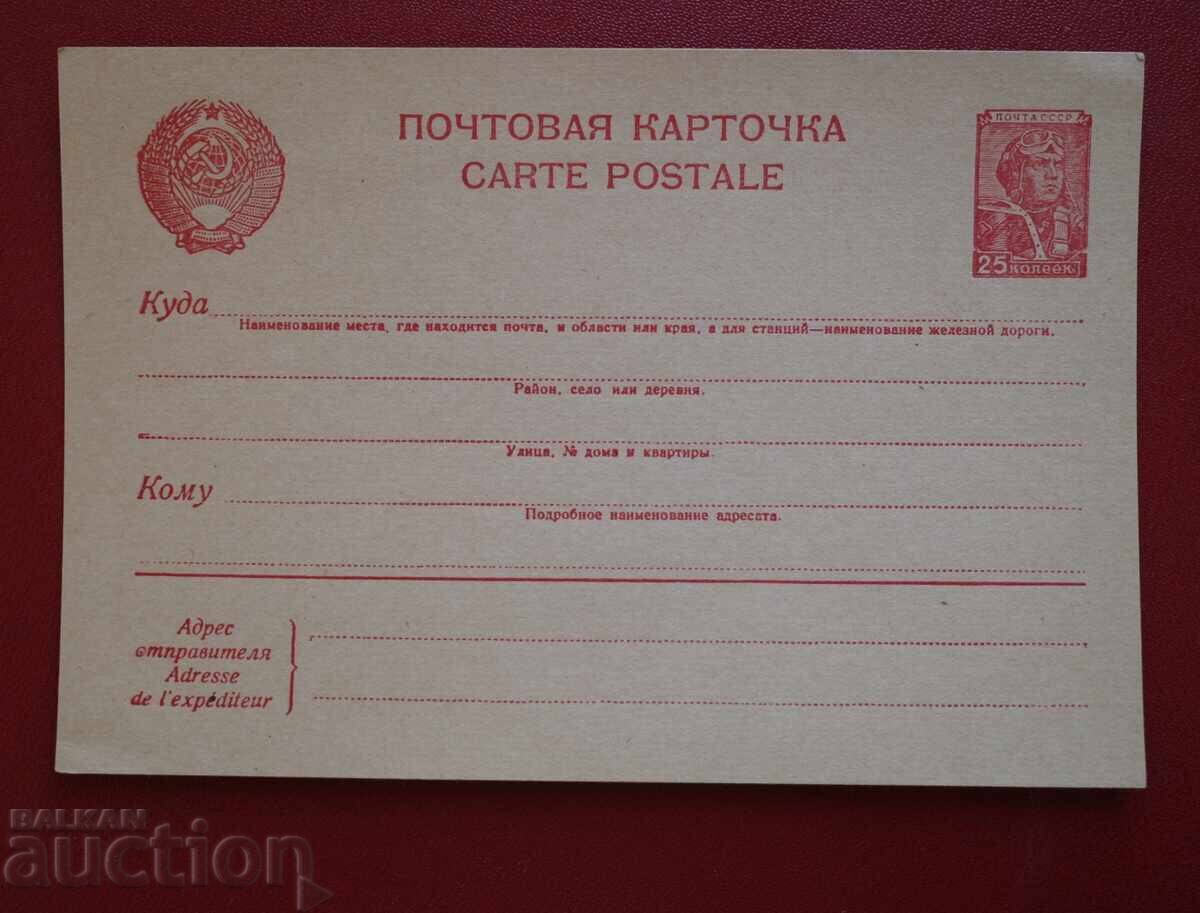 ПОЧТОВАЯ КАРТОЧКА
CARTE POSTALE
ПОЧТА СССР
25 копеек
Куда
Наименование места, где находится почта, и области или края, а для станций—наименование железной дороги.
Район, село или деревня.
Улица, № дома и квартиры.
Кому
Подробное наименование адресата.
Адрес
отправителя
Adresse
de l'expéditeur
BALKAN
auction